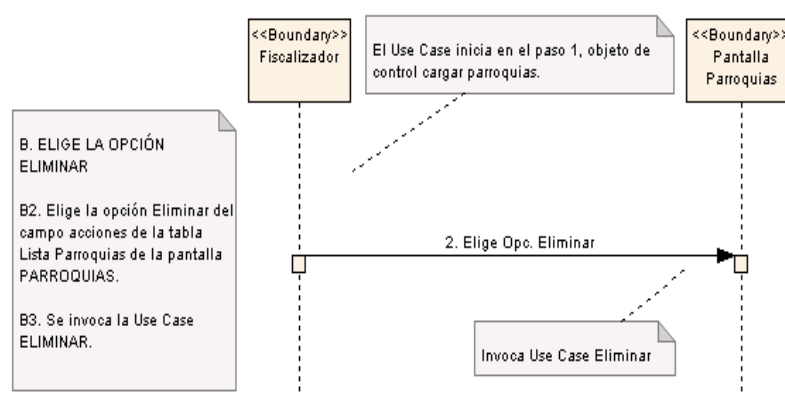 <<Boundary>>
Fiscalizador
El Use Case inicia en el paso 1, objeto de
control cargar parroquias.
<<Boundary>>
Pantalla
Parroquias
B. ELIGE LA OPCIÓN
ELIMINAR
B2. Elige la opción Eliminar del
campo acciones de la tabla
Lista Parroquias de la pantalla
PARROQUIAS.
B3. Se invoca la Use Case
ELIMINAR.
2. Elige Opc. Eliminar
Invoca Use Case Eliminar